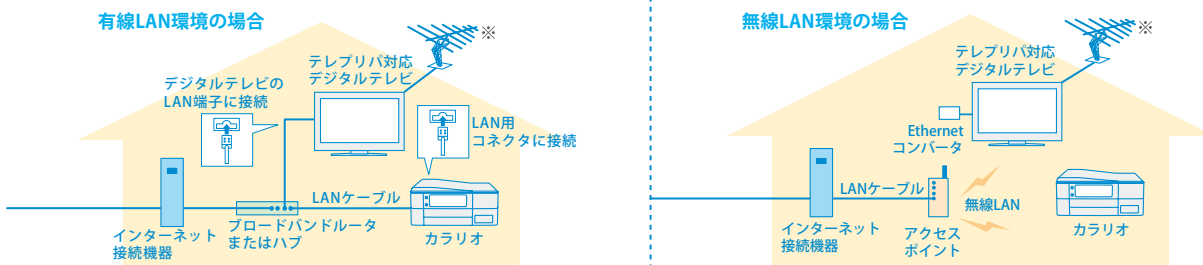 有線LAN環境の場合
※
テレプリパ対応
デジタルテレビ
デジタルテレビの
LAN端子に接続
LAN用
コネクタに接続
LANケーブル
インターネット
接続機器
ブロードバンドルータ
またはハブ
カラリオ
無線LAN環境の場合
※
テレプリパ対応
デジタルテレビ
Ethernet
コンバータ
LANケーブル
無線LAN
インターネット
接続機器
アクセス
ポイント
カラリオ